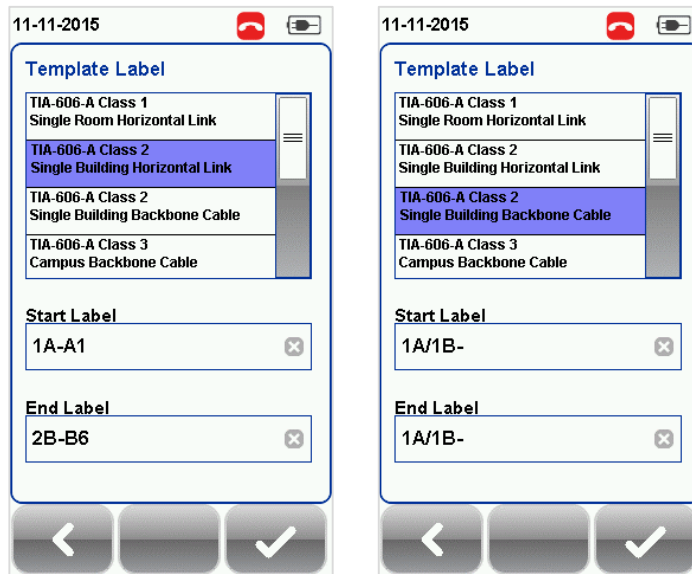 11-11-2015
Template Label
TIA-606-A Class 1
Single Room Horizontal Link
TIA-606-A Class 2
Single Building Horizontal Link
TIA-606-A Class 2
Single Building Backbone Cable
TIA-606-A Class 3
Campus Backbone Cable
Start Label
1A-A1
End Label
2B-B6
11-11-2015
Template Label
TIA-606-A Class 1
Single Room Horizontal Link
TIA-606-A Class 2
Single Building Horizontal Link
TIA-606-A Class 2
Single Building Backbone Cable
TIA-606-A Class 3
Campus Backbone Cable
Start Label
1A/1B-
End Label
1A/1B-